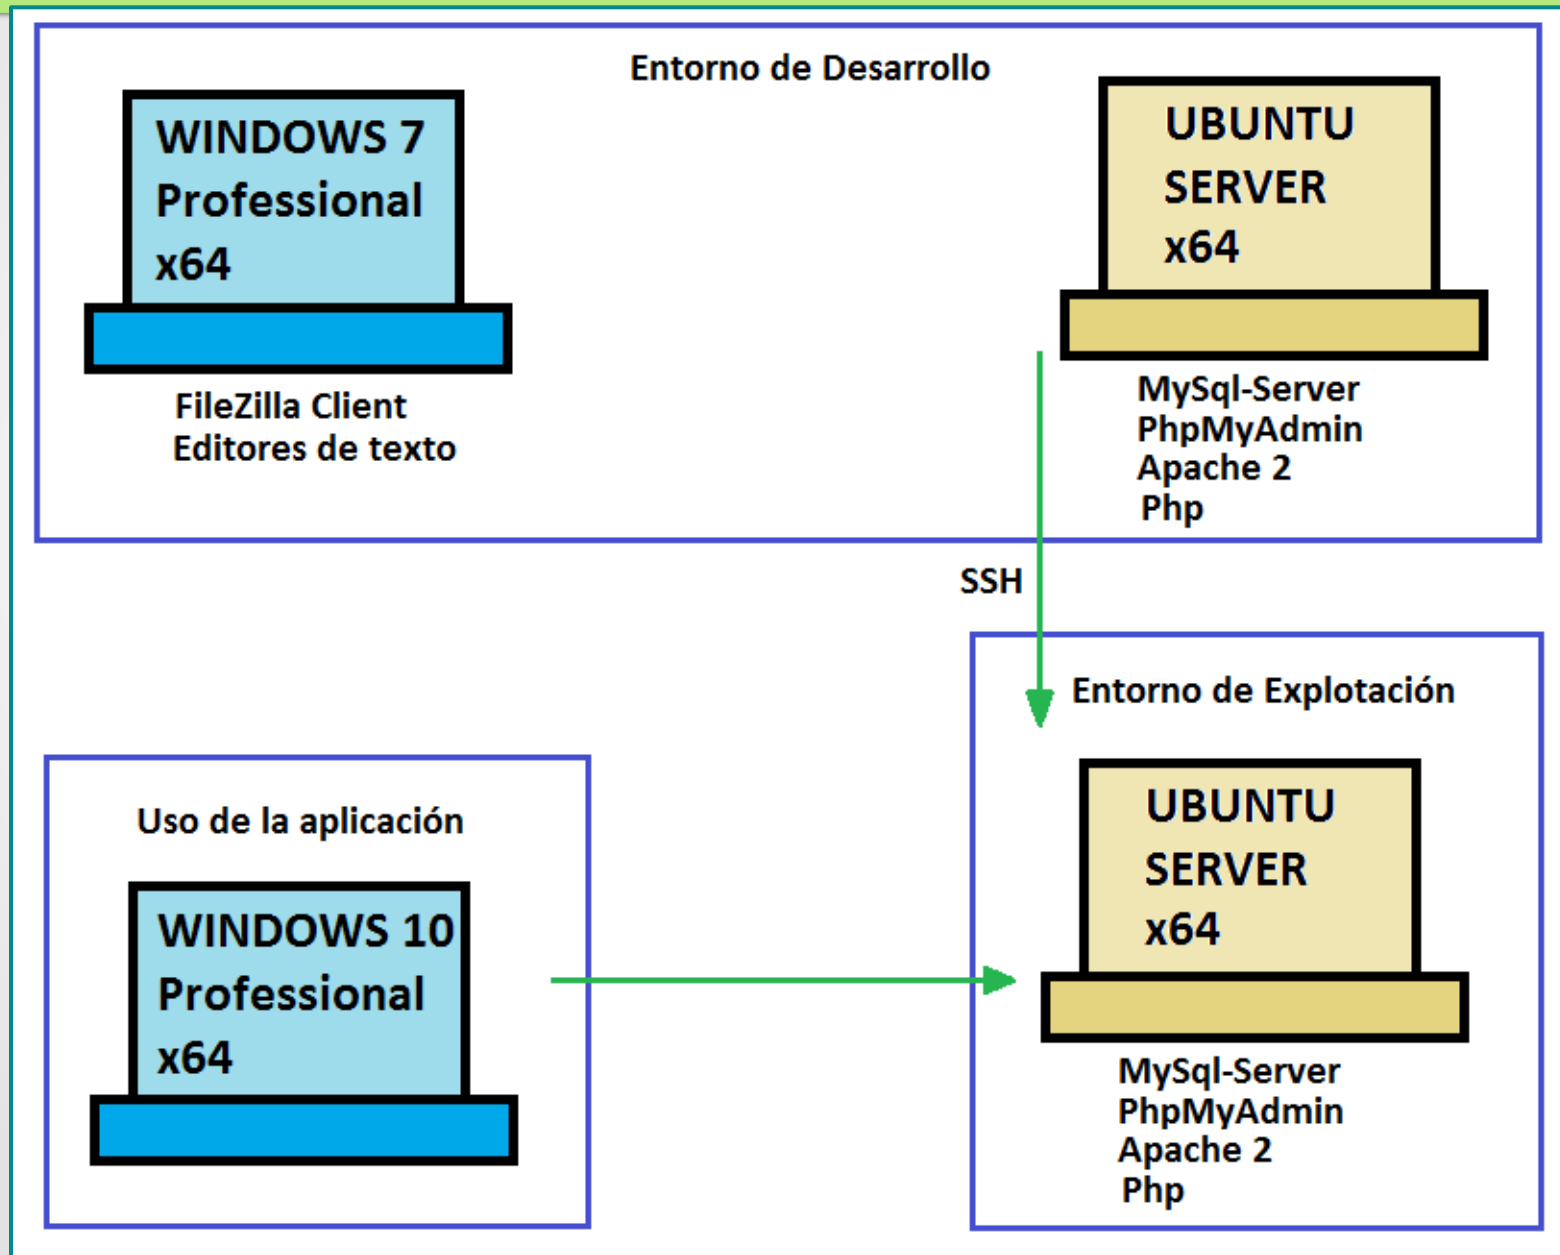 Entorno de Desarrollo
WINDOWS 7
Professional
x64
FileZilla Client
Editores de texto
UBUNTU
SERVER
x64
MySql-Server
PhpMyAdmin
Apache 2
Php
SSH
Uso de la aplicación
WINDOWS 10
Professional
x64
Entorno de Explotación
UBUNTU
SERVER
x64
MySql-Server
PhpMyAdmin
Apache 2
Php